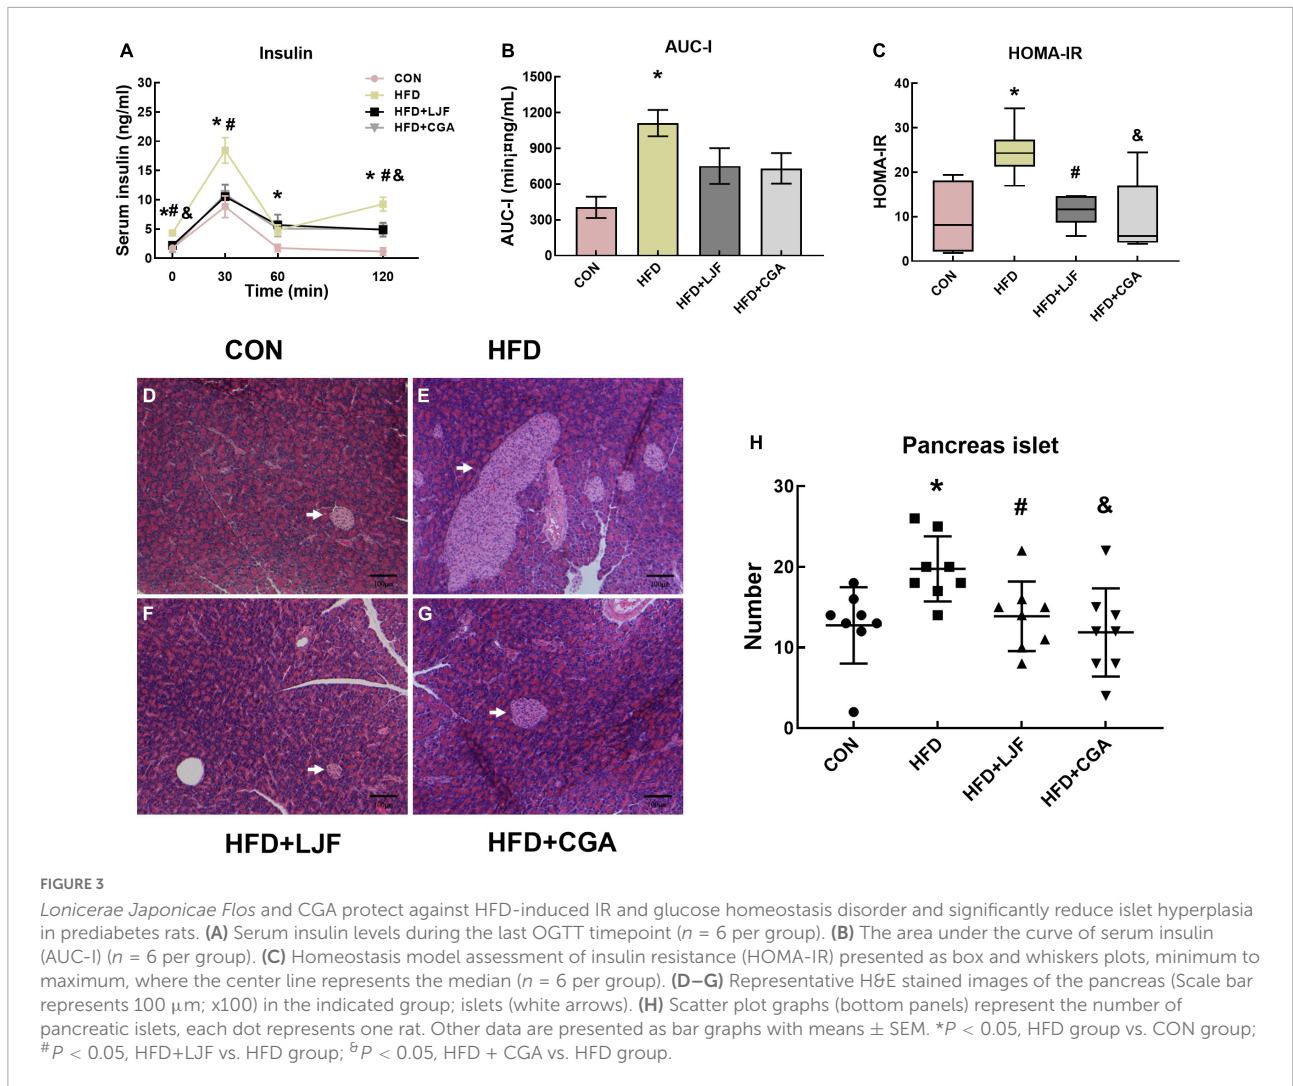 A
Insulin
Serum insulin (ng/ml)
30
25
20
15
10
5
0
*# &
* #
*
* #&
0
30
60
120
Time (min)
CON
HFD
HFD+LJF
HFD+CGA
B
AUC-I
AUC-I (min¡¤ng/mL)
1500
1200
900
600
300
0
*
CON
HFD
HFD+LJF
HFD+CGA
C
HOMA-IR
HOMA-IR
40
30
20
10
0
*
#
&
CON
HFD
HFD+LJF
HFD+CGA
CON
HFD
D
100μm
E
100μm
F
100μm
G
100μm
HFD+LJF
HFD+CGA
H
Pancreas islet
Number
30
20
10
0
*
#
&
CON
HFD
HFD+LJF
HFD+CGA
FIGURE 3
Lonicerae Japonicae Flos and CGA protect against HFD-induced IR and glucose homeostasis disorder and significantly reduce islet hyperplasia
in prediabetes rats. (A) Serum insulin levels during the last OGTT timepoint (n = 6 per group). (B) The area under the curve of serum insulin
(AUC-I) (n = 6 per group). (C) Homeostasis model assessment of insulin resistance (HOMA-IR) presented as box and whiskers plots, minimum to
maximum, where the center line represents the median (n = 6 per group). (D–G) Representative H&E stained images of the pancreas (Scale bar
represents 100 μm; x100) in the indicated group; islets (white arrows). (H) Scatter plot graphs (bottom panels) represent the number of
pancreatic islets, each dot represents one rat. Other data are presented as bar graphs with means ± SEM. *P < 0.05, HFD group vs. CON group;
#P < 0.05, HFD+LJF vs. HFD group; &P < 0.05, HFD + CGA vs. HFD group.